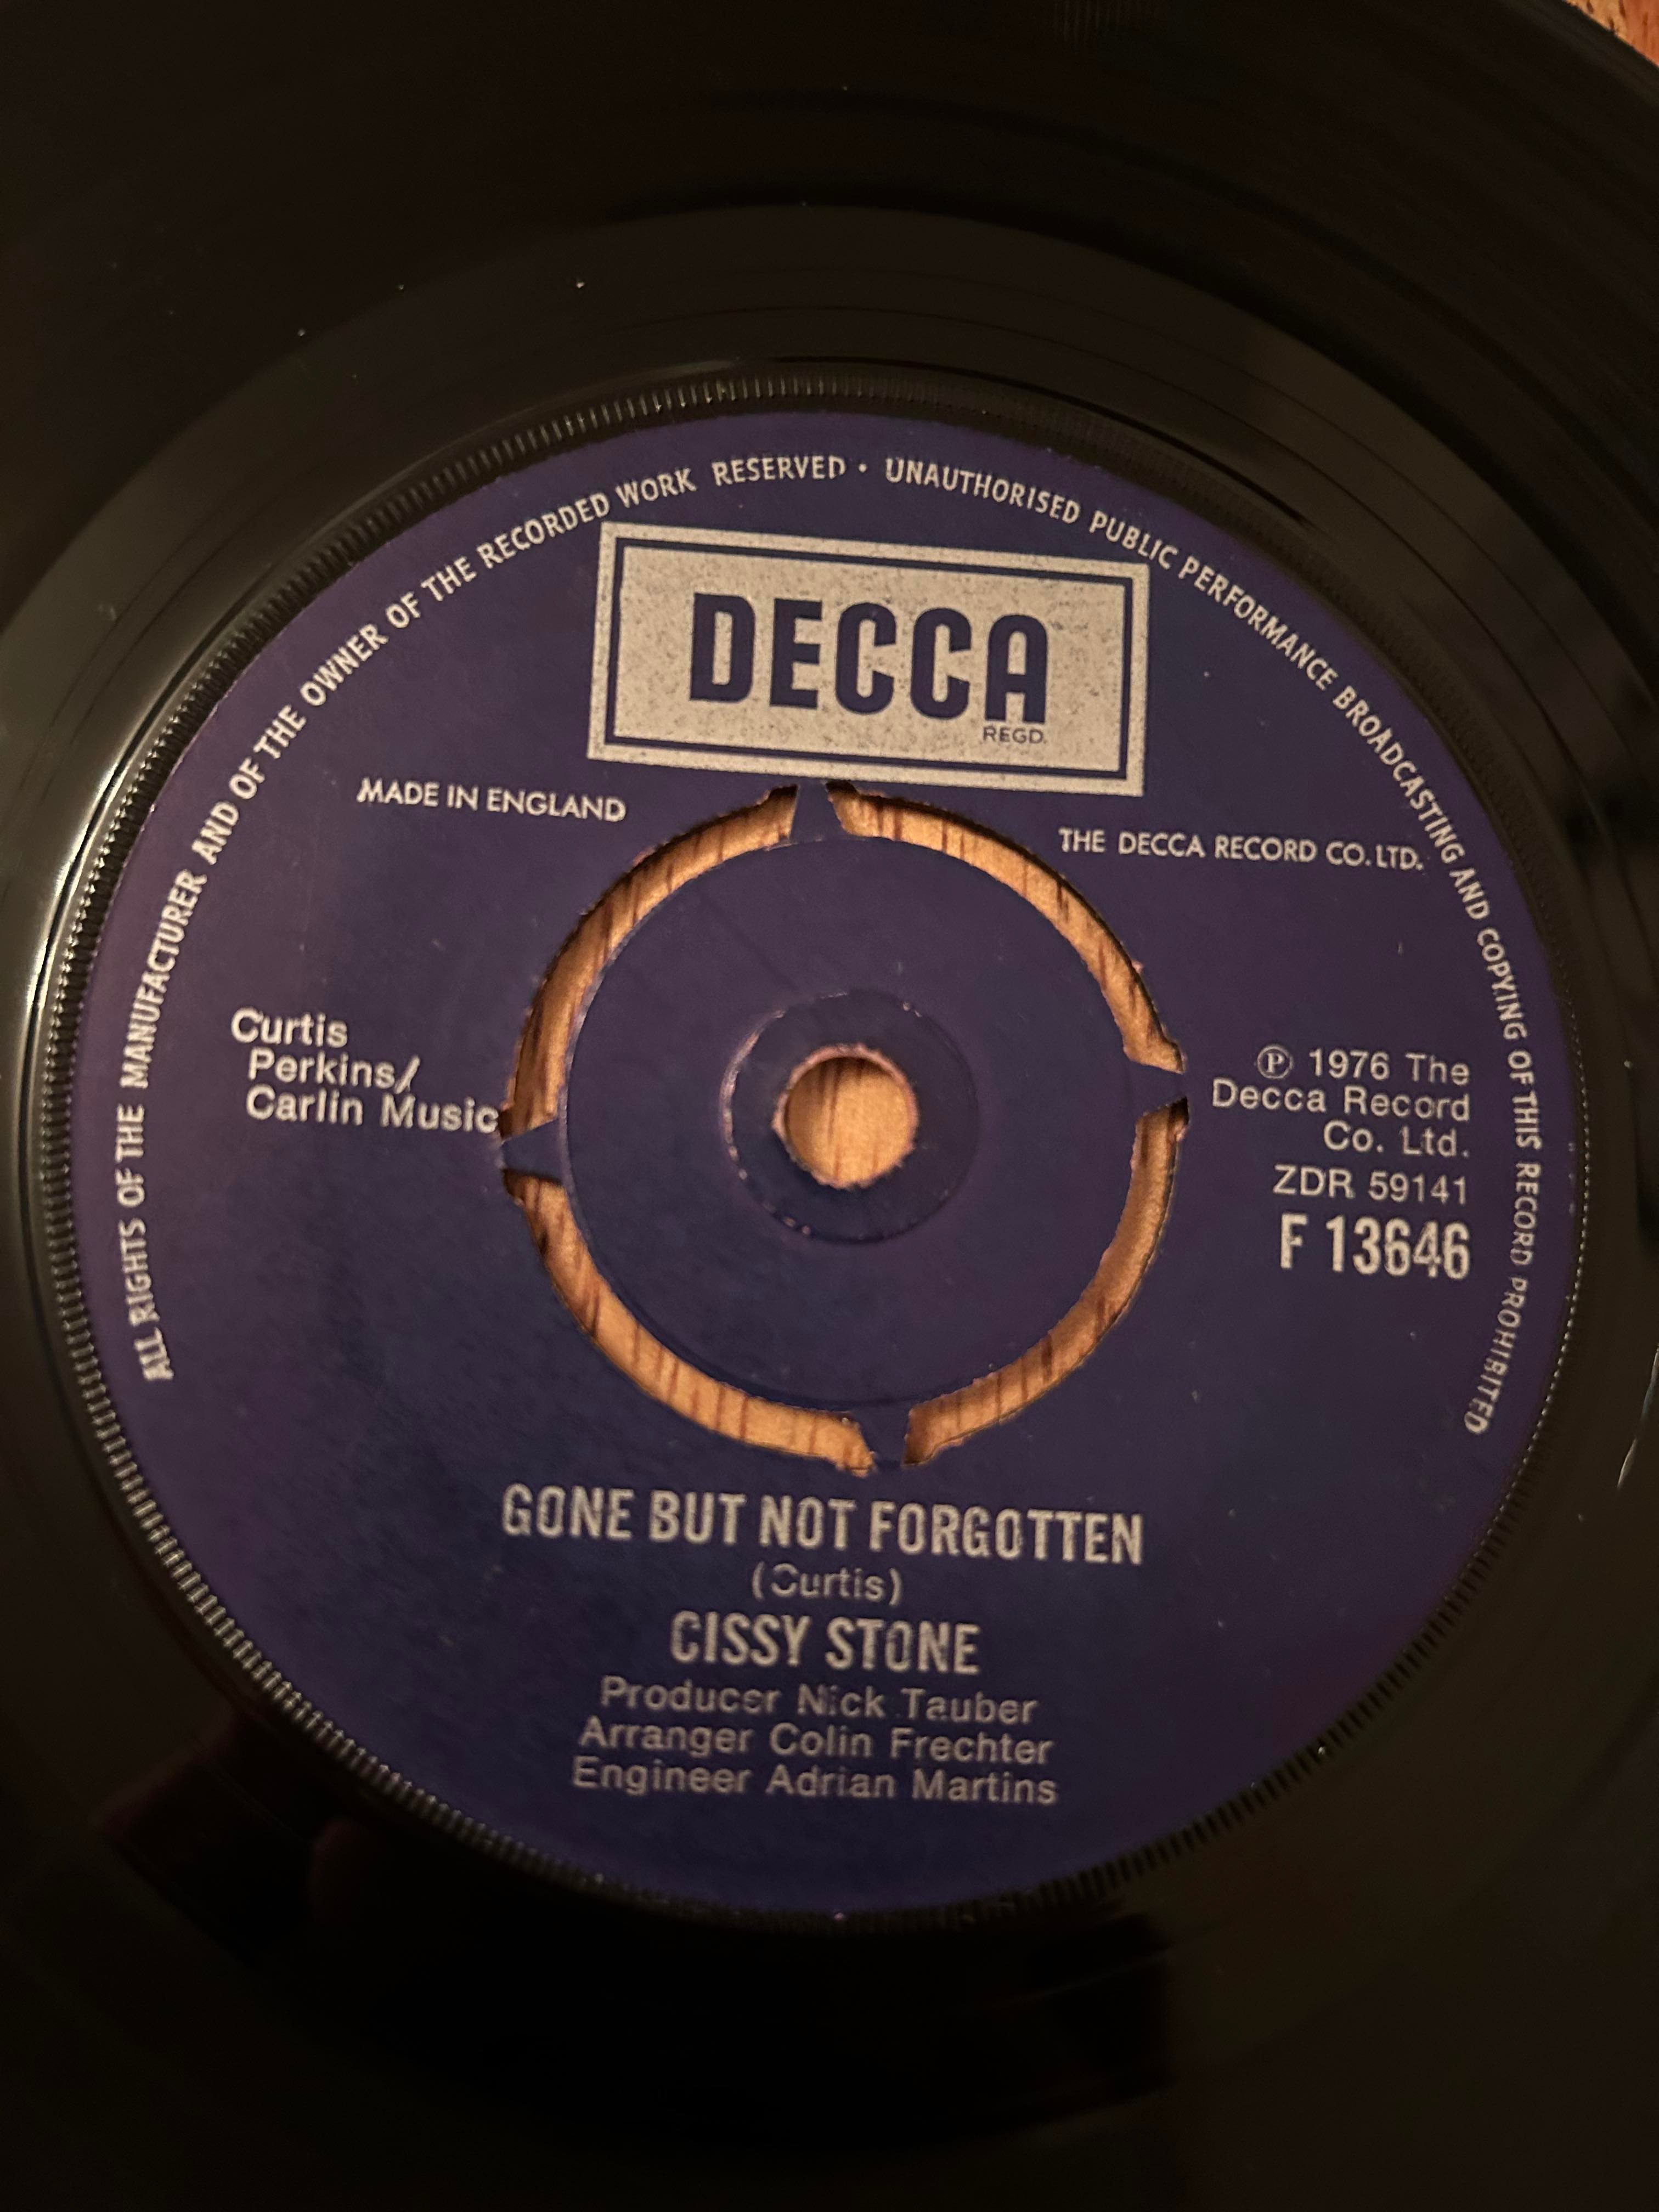 ALL RIGHTS OF THE MANUFACTURER AND OF THE OWNER OF THE RECORDED WORK RESERVED · UNAUTHORISED PUBLIC PERFORMANCE BROADCASTING AND COPYING OF THIS RECORD PROHIBITED
DECCA
REGD.
MADE IN ENGLAND
THE DECCA RECORD CO. LTD.
Curtis
Perkins/
Carlin Music
℗ 1976 The
Decca Record
Co. Ltd.
ZDR 59141
F 13646
GONE BUT NOT FORGOTTEN
(Curtis)
CISSY STONE
Producer Nick Tauber
Arranger Colin Frechter
Engineer Adrian Martins